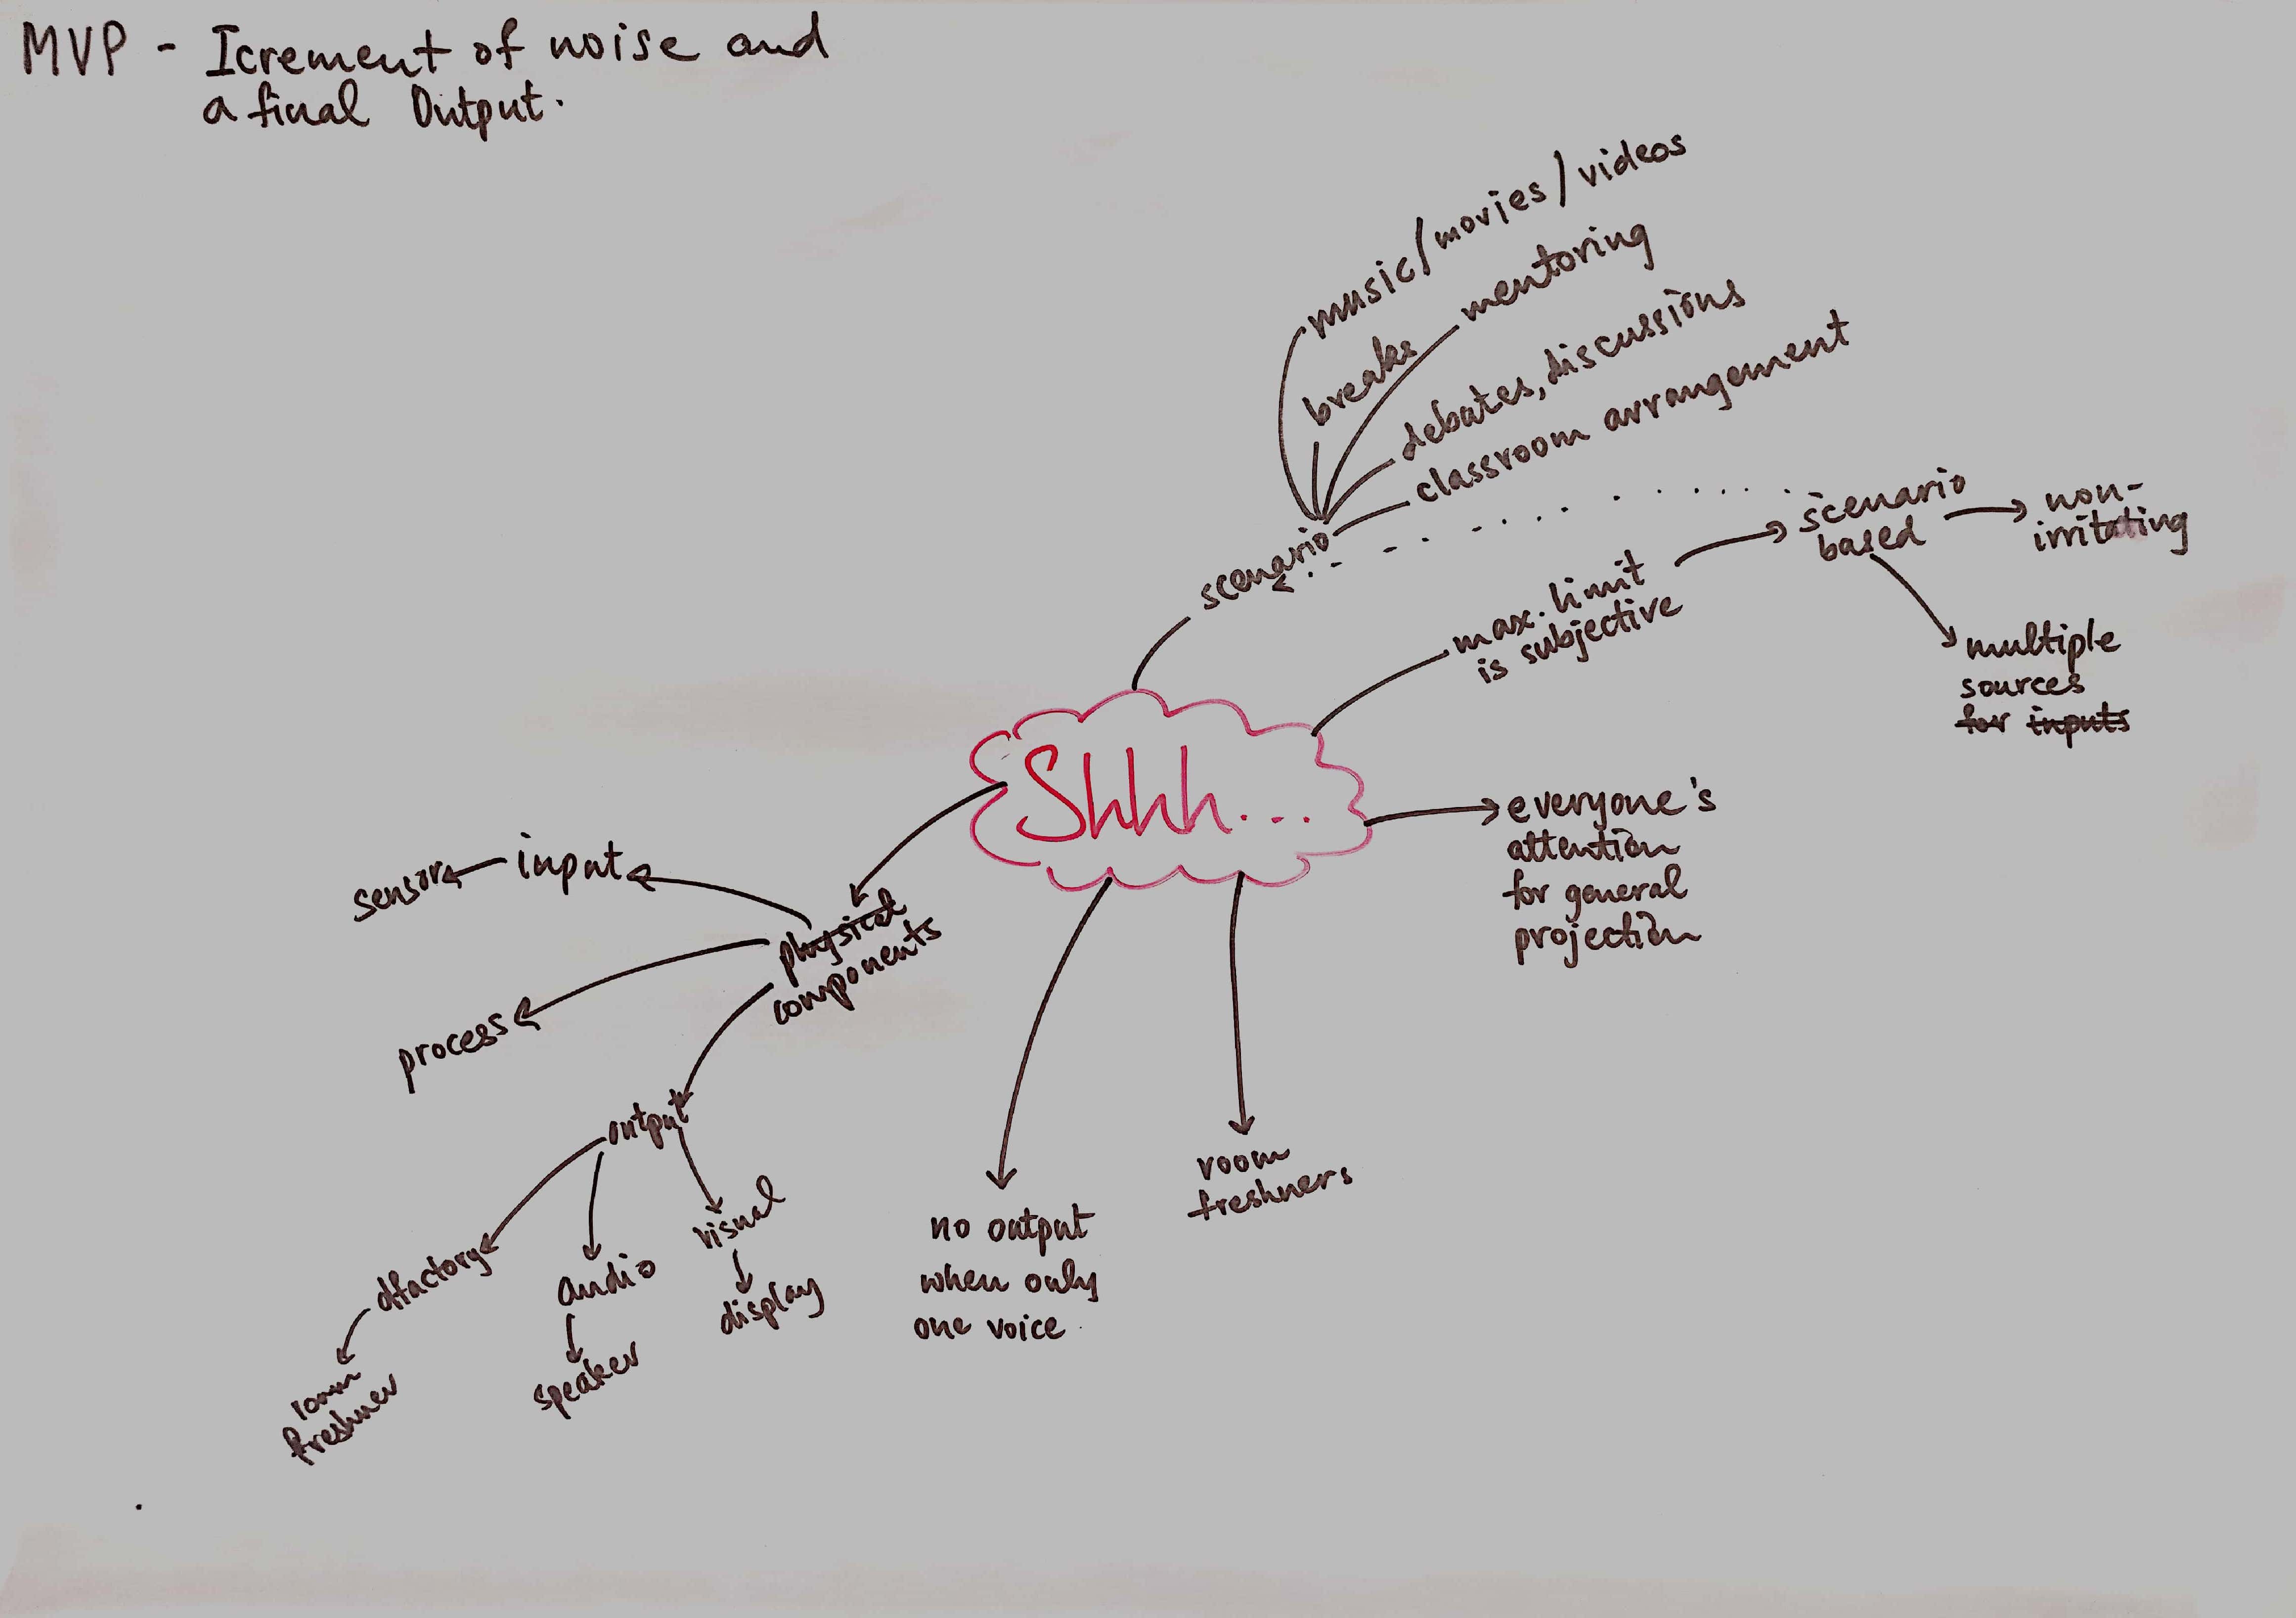 MVP - Icrement of noise and
a final Output.
music/movies/videos
breaks
mentoring
debates, discussions
classroom arrangement
scenario
max. limit
is subjective
scenario
based
non-
irritating
multiple
sources
for inputs
Shhh...
everyone's
attention
for general
projection
sensor
input
physical
components
process
output
olfactory
room
freshner
audio
speaker
visual
display
no output
when only
one voice.
room
freshners